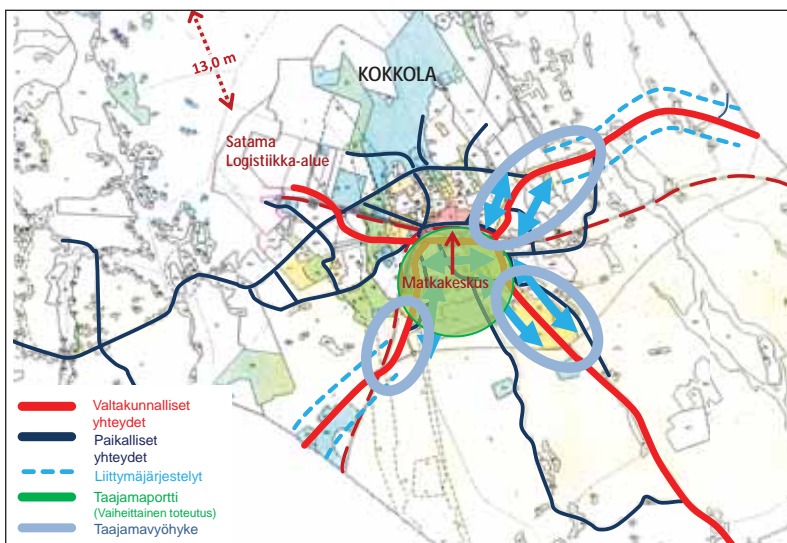 13,0 m
KOKKOLA
Satama
Logistiikka-alue
Matkakeskus
Valtakunnalliset
yhteydet
Paikalliset
yhteydet
Liittymäjärjestelyt
Taajamaportti
(Vaiheittainen toteutus)
Taajamavyöhyke